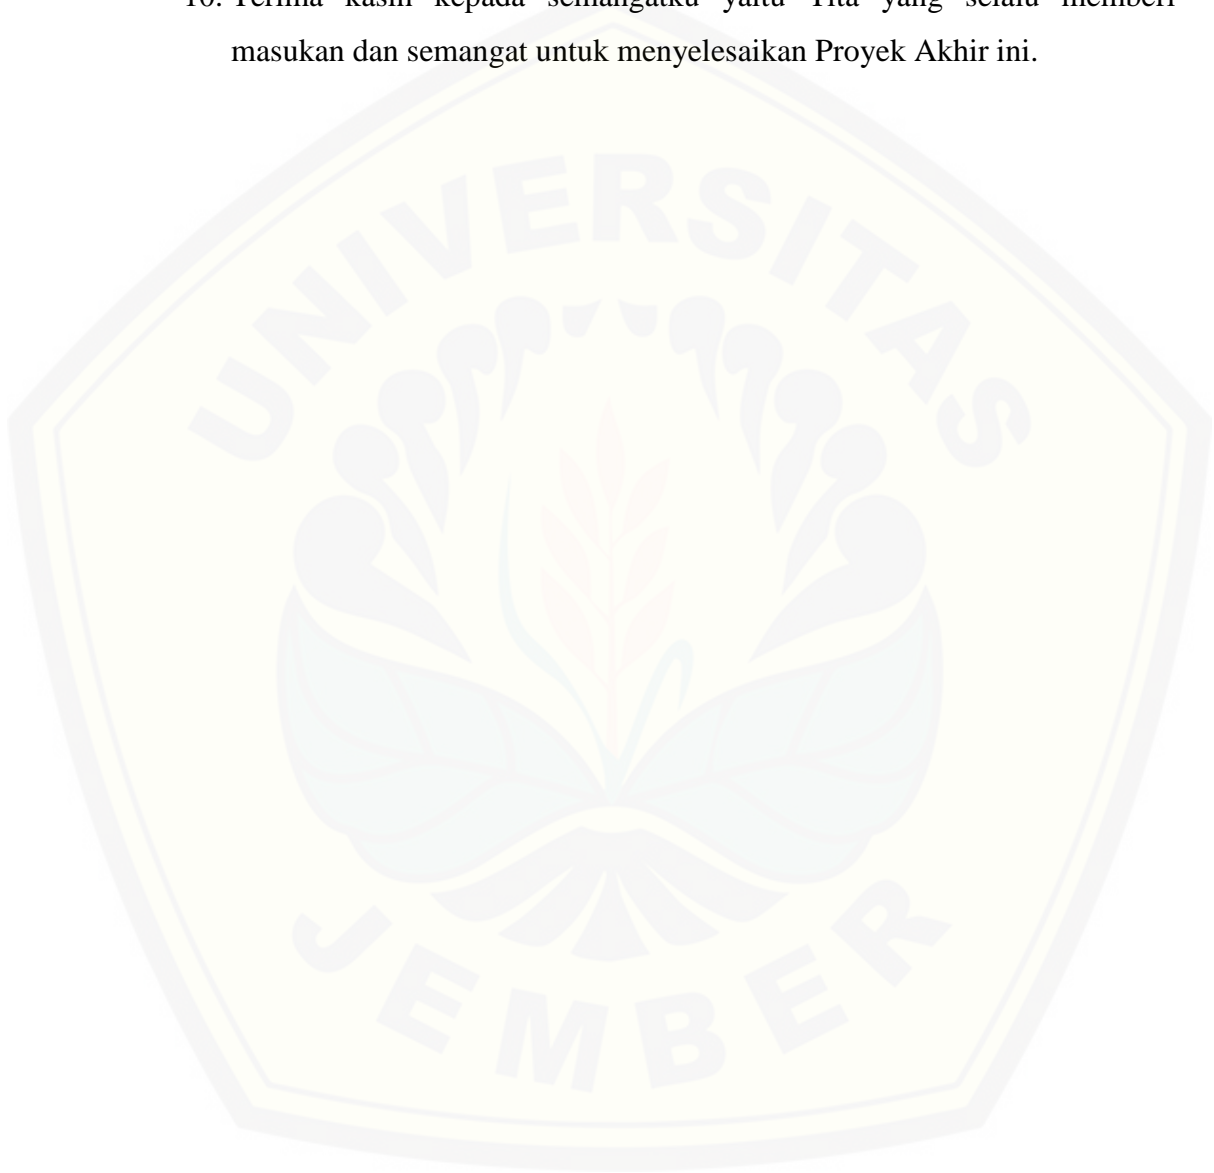 10. Terima kasih kepada semangatku yaitu Tita yang selalu memberi
masukan dan semangat untuk menyelesaikan Proyek Akhir ini.
UNIVERSITAS
JEMBER